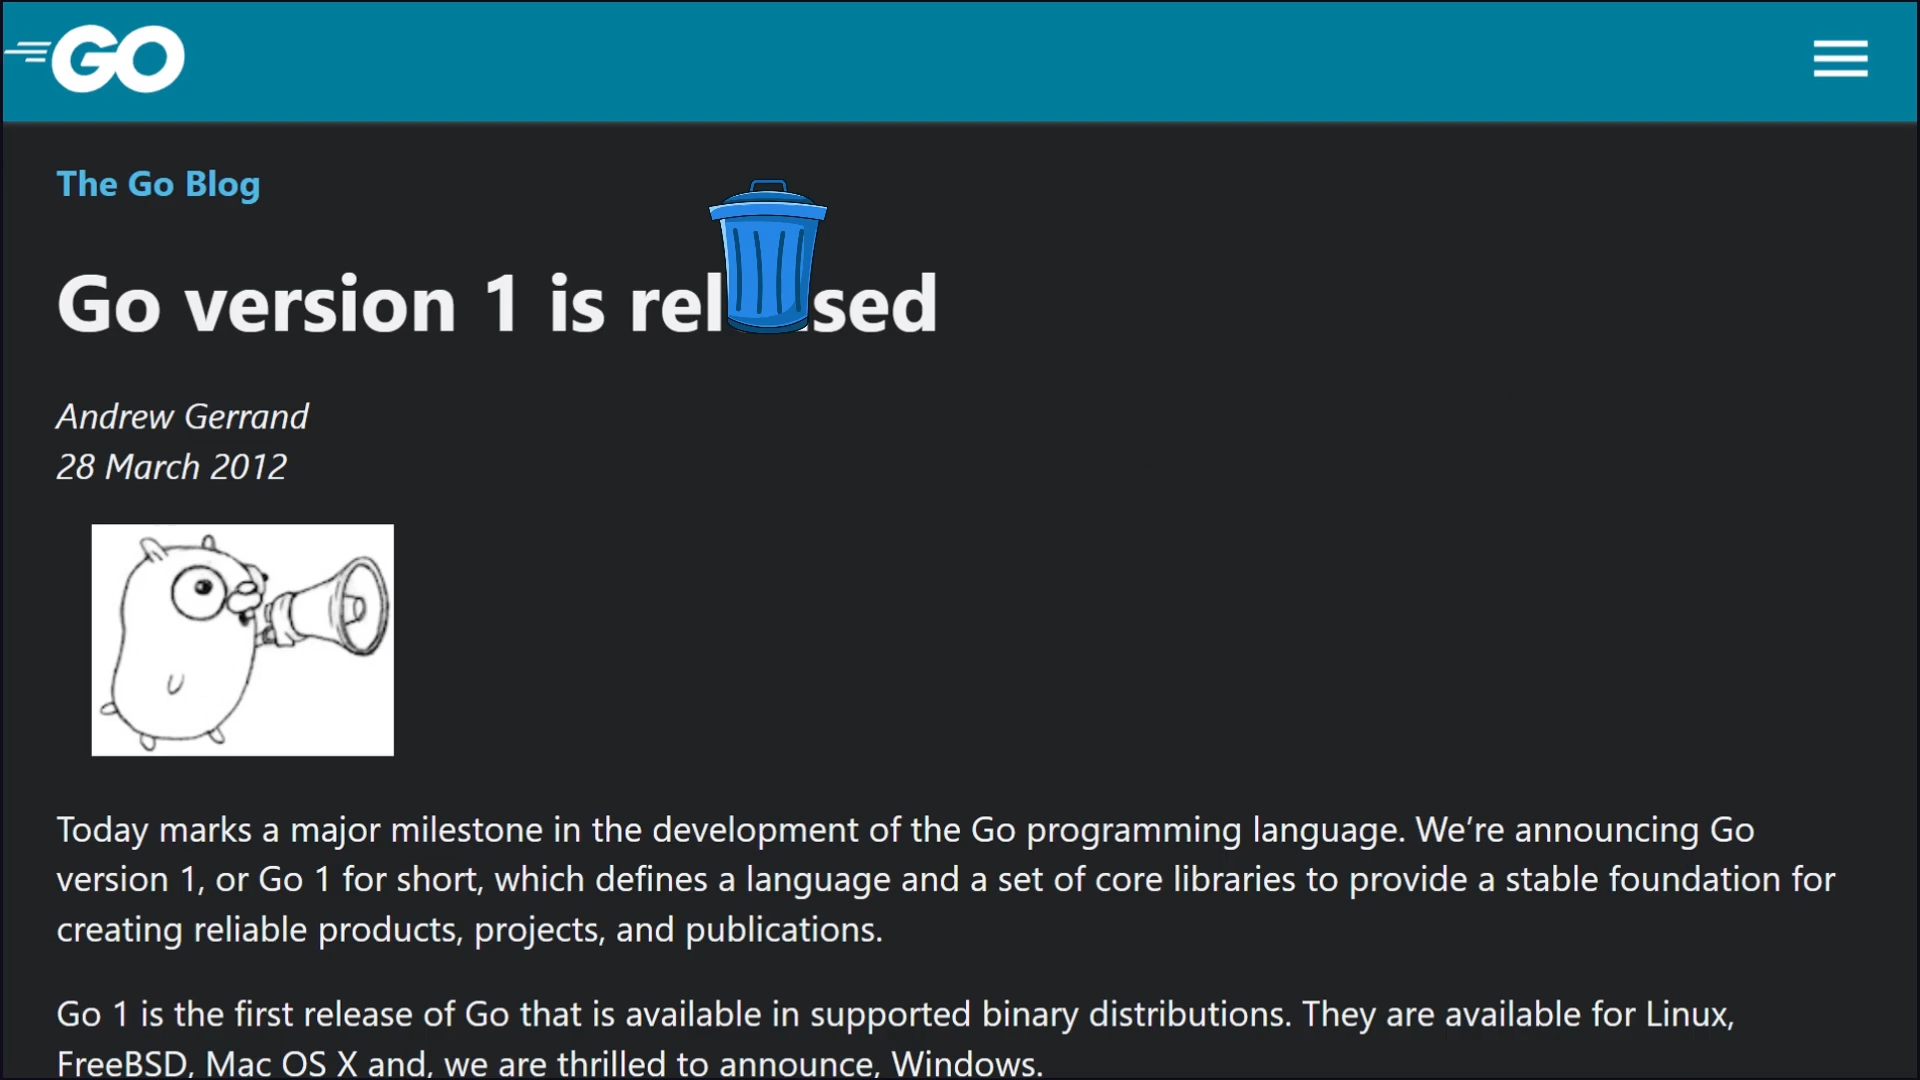 GO
The Go Blog
Go version 1 is
Andrew Gerrand
28 March 2012
Today marks a major milestone in the development of the Go programming language. We’re announcing Go
version 1, or Go 1 for short, which defines a language and a set of core libraries to provide a stable foundation for
creating reliable products, projects, and publications.
Go 1 is the first release of Go that is available in supported binary distributions. They are available for Linux,
FreeBSD, Mac OS X and, we are thrilled to announce, Windows.